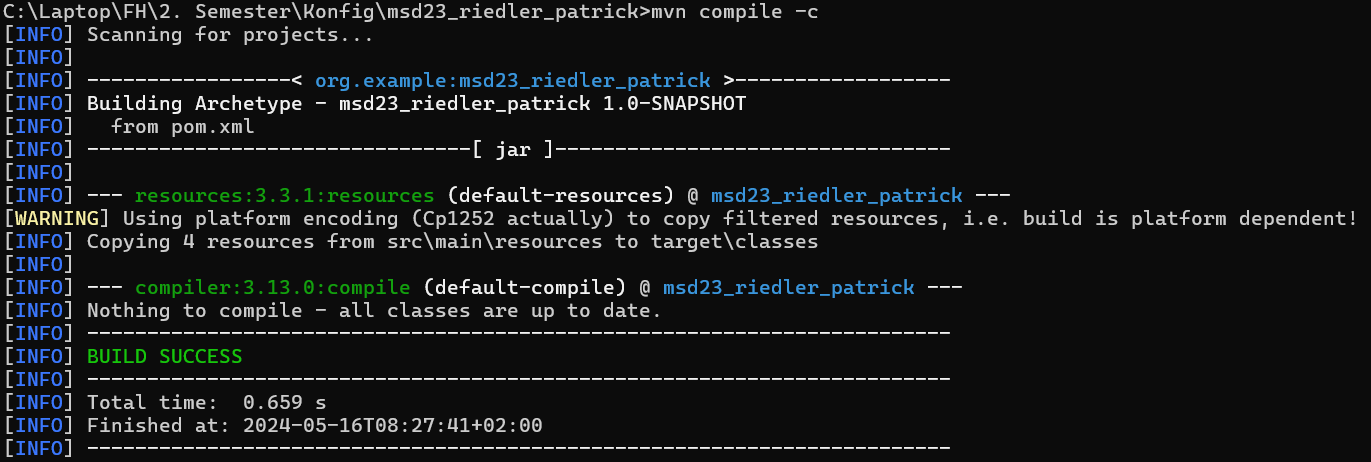 C:\Laptop\FH\2. Semester\Konfig\msd23_riedler_patrick>mvn compile -c
[INFO] Scanning for projects...
[INFO]
[INFO] -----------------< org.example:msd23_riedler_patrick >------------------
[INFO] Building Archetype - msd23_riedler_patrick 1.0-SNAPSHOT
[INFO]   from pom.xml
[INFO] --------------------------------[ jar ]---------------------------------
[INFO]
[INFO] --- resources:3.3.1:resources (default-resources) @ msd23_riedler_patrick ---
[WARNING] Using platform encoding (Cp1252 actually) to copy filtered resources, i.e. build is platform dependent!
[INFO] Copying 4 resources from src\main\resources to target\classes
[INFO]
[INFO] --- compiler:3.13.0:compile (default-compile) @ msd23_riedler_patrick ---
[INFO] Nothing to compile - all classes are up to date.
[INFO] ------------------------------------------------------------------------
[INFO] BUILD SUCCESS
[INFO] ------------------------------------------------------------------------
[INFO] Total time:  0.659 s
[INFO] Finished at: 2024-05-16T08:27:41+02:00
[INFO] ------------------------------------------------------------------------